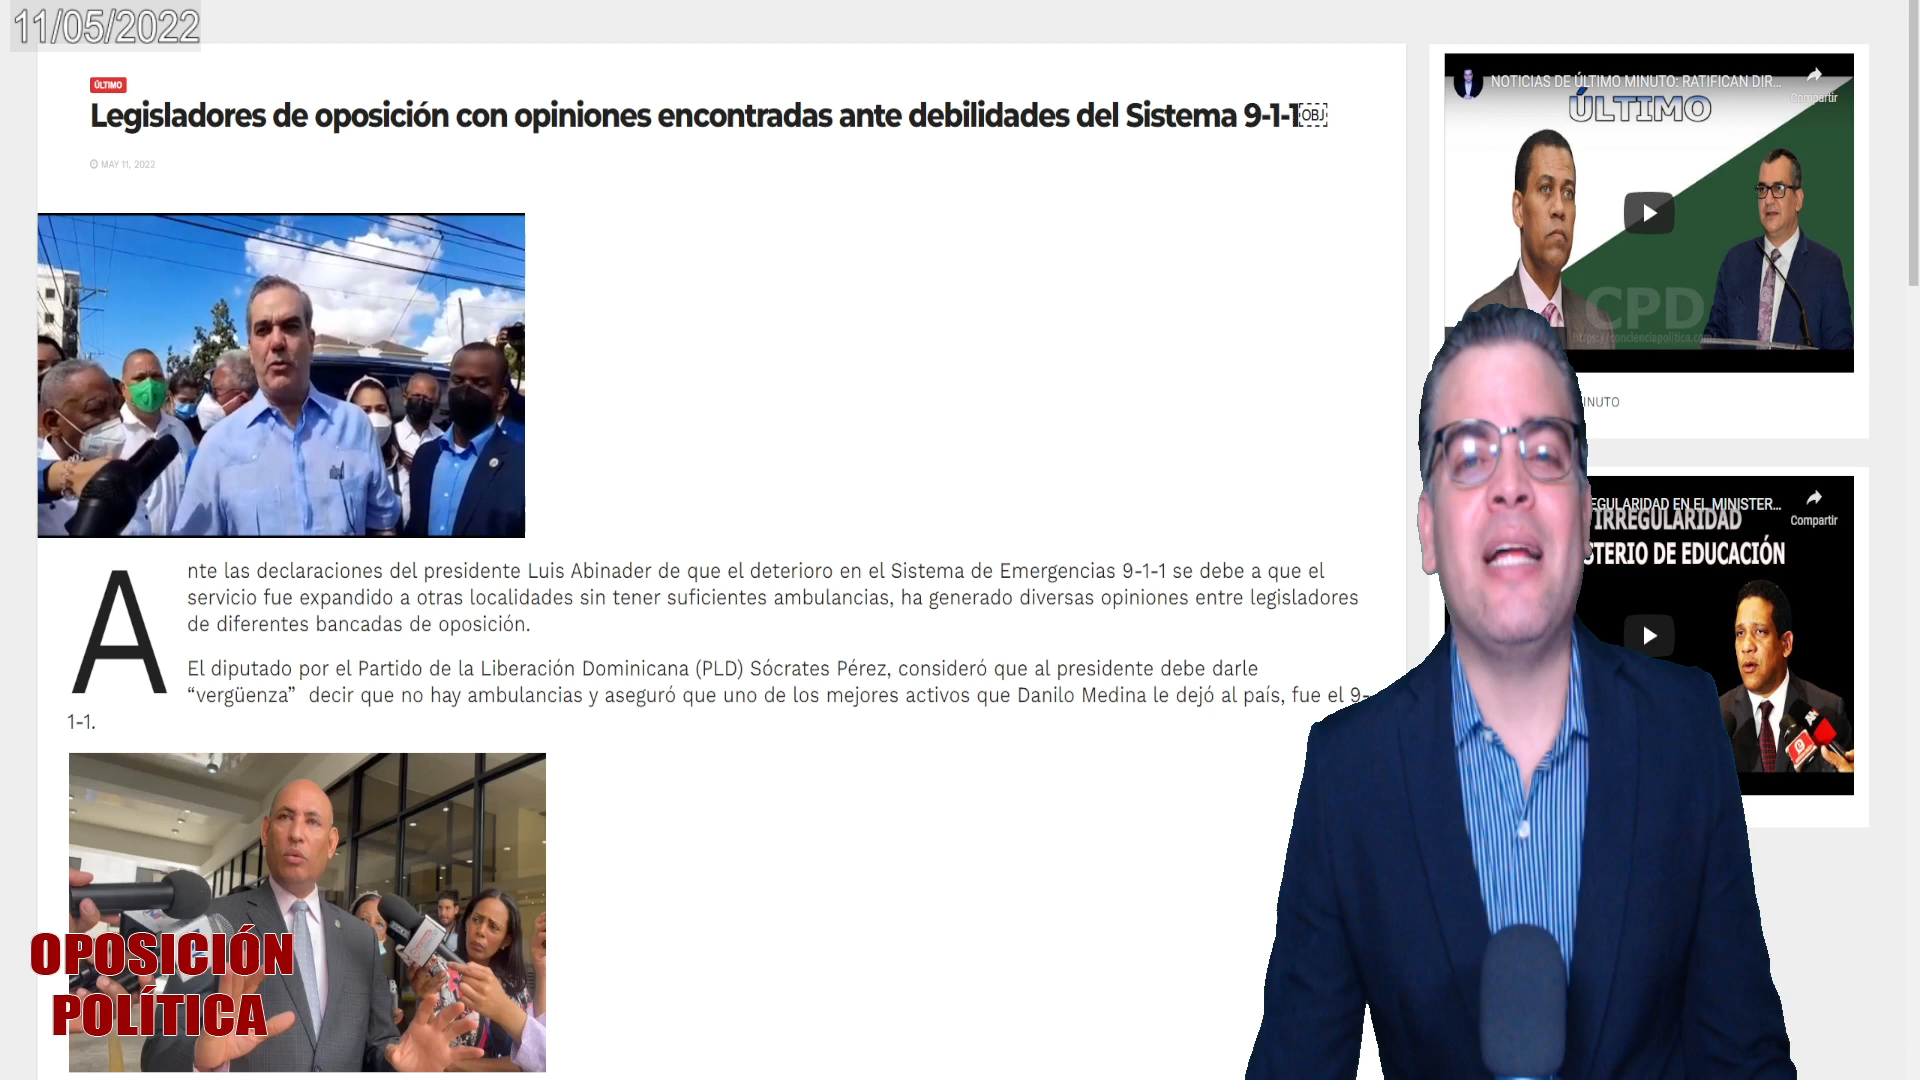 11/05/2022
ÚLTIMO
Legisladores de oposición con opiniones encontradas ante debilidades del Sistema 9-1-1￼
MAY 11, 2022
Ante las declaraciones del presidente Luis Abinader de que el deterioro en el Sistema de Emergencias 9-1-1 se debe a que el
servicio fue expandido a otras localidades sin tener suficientes ambulancias, ha generado diversas opiniones entre legisladores
de diferentes bancadas de oposición.
El diputado por el Partido de la Liberación Dominicana (PLD) Sócrates Pérez, consideró que al presidente debe darle
“vergüenza”  decir que no hay ambulancias y aseguró que uno de los mejores activos que Danilo Medina le dejó al país, fue el 9-
1-1.
OPOSICIÓN
POLÍTICA
NOTICIAS DE ÚLTIMO MINUTO: RATIFICAN DIR...
Compartir
ÚLTIMO
CPD
https://concienciapolitica.com/
INUTO
EGULARIDAD EN EL MINISTER...
Compartir
IRREGULARIDAD
STERIO DE EDUCACIÓN